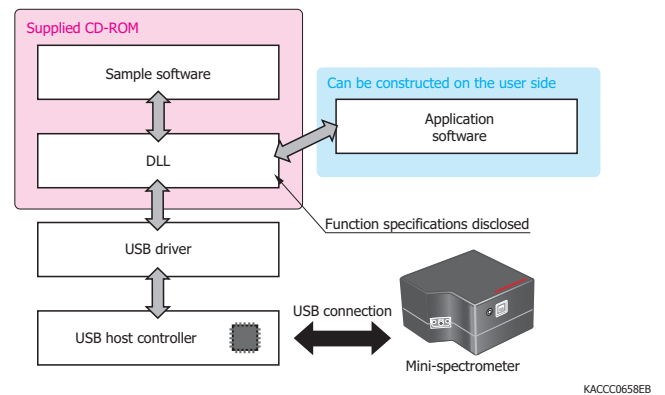 Supplied CD-ROM
Sample software
Can be constructed on the user side
Application
software
DLL
Function specifications disclosed
USB driver
USB connection
USB host controller
Mini-spectrometer
KACCC0658EB